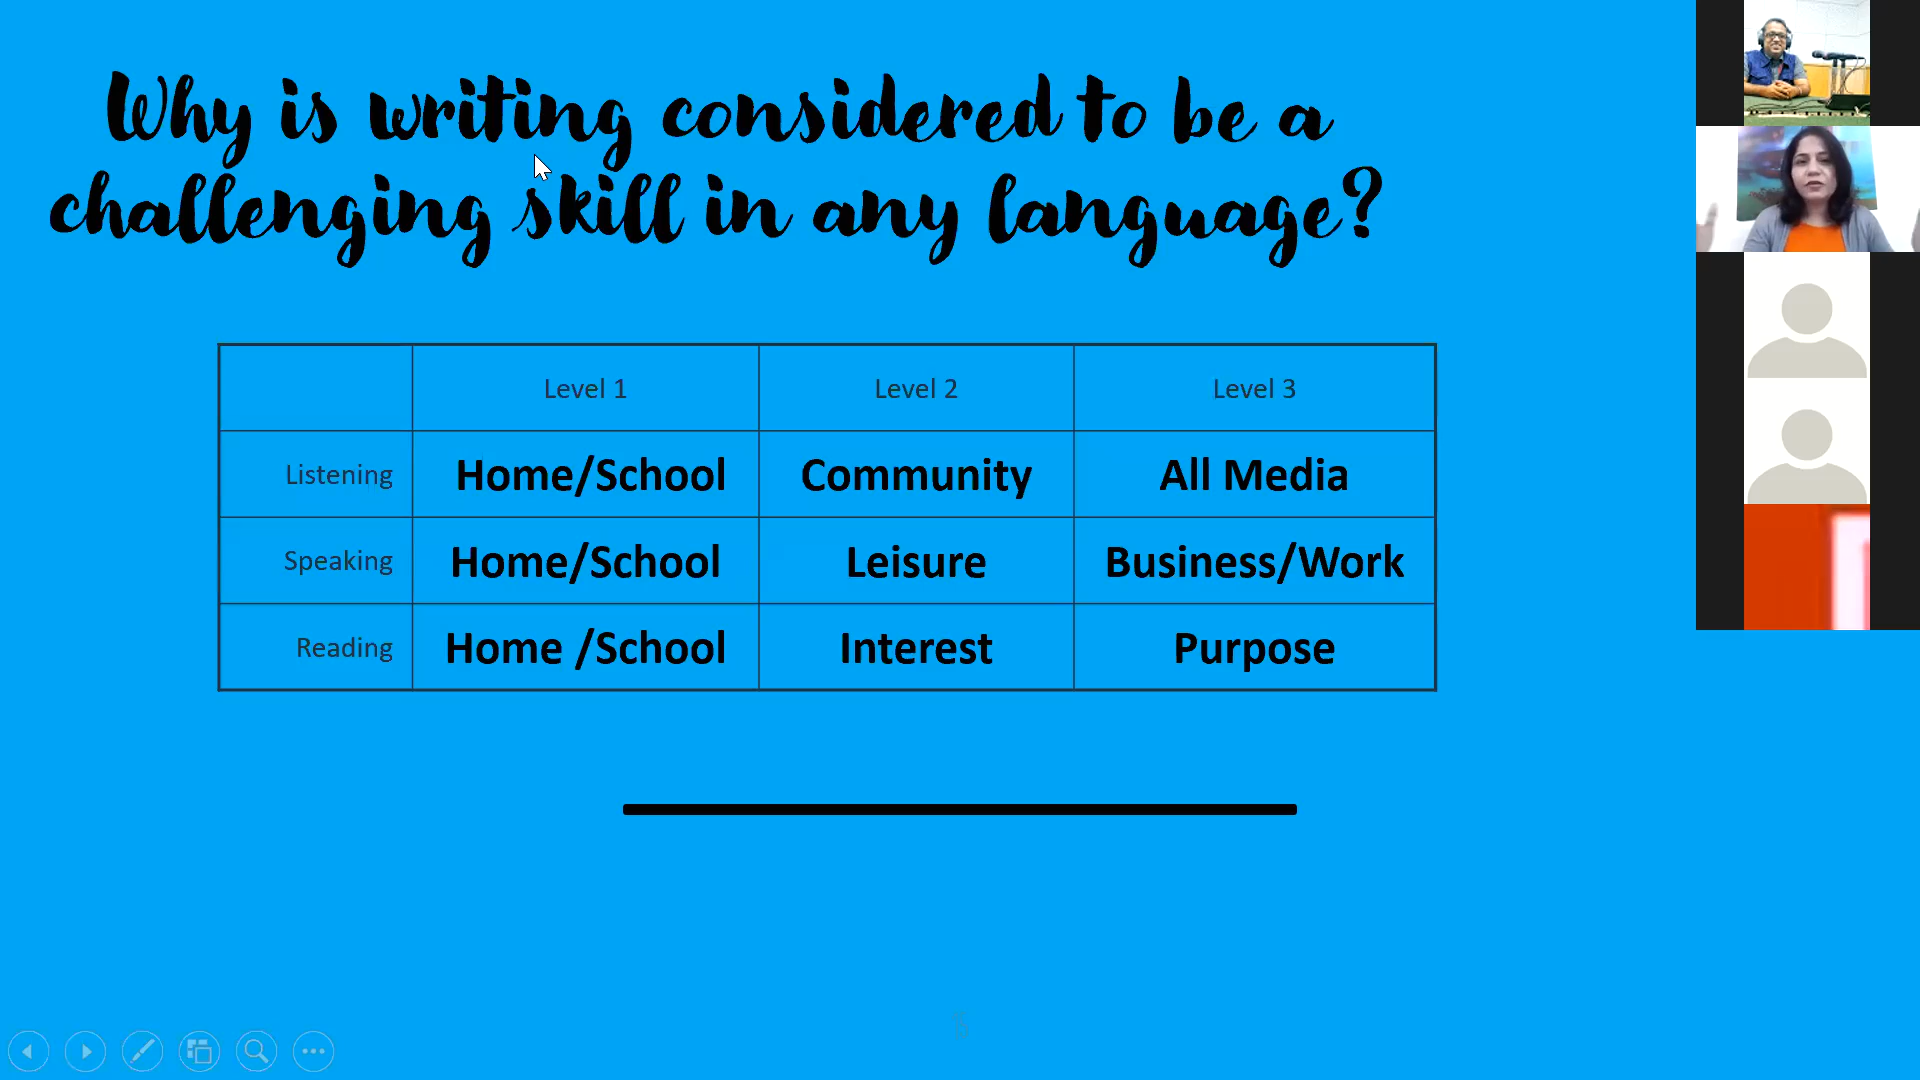 Why is writing considered to be a
challenging skill in any language?
Level 1 Level 2 Level 3
Listening Home/School Community All Media
Speaking Home/School Leisure Business/Work
Reading Home /School Interest Purpose